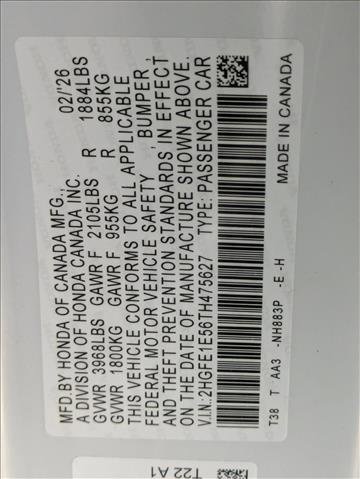 MFD.BY HONDA OF CANADA MFG., 02/'26
A DIVISION OF HONDA CANADA INC.
GVWR 3968LBS GAWR F 2105LBS R 1884LBS
GVWR 1800KG GAWR F 955KG R 855KG
THIS VEHICLE CONFORMS TO ALL APPLICABLE
FEDERAL MOTOR VEHICLE SAFETY, BUMPER,
AND THEFT PREVENTION STANDARDS IN EFFECT
ON THE DATE OF MANUFACTURE SHOWN ABOVE.
V.I.N.:2HGFE1E56TH475627 TYPE:PASSENGER CAR
T38 T AA3 -NH883P -E -H MADE IN CANADA
T22 A1